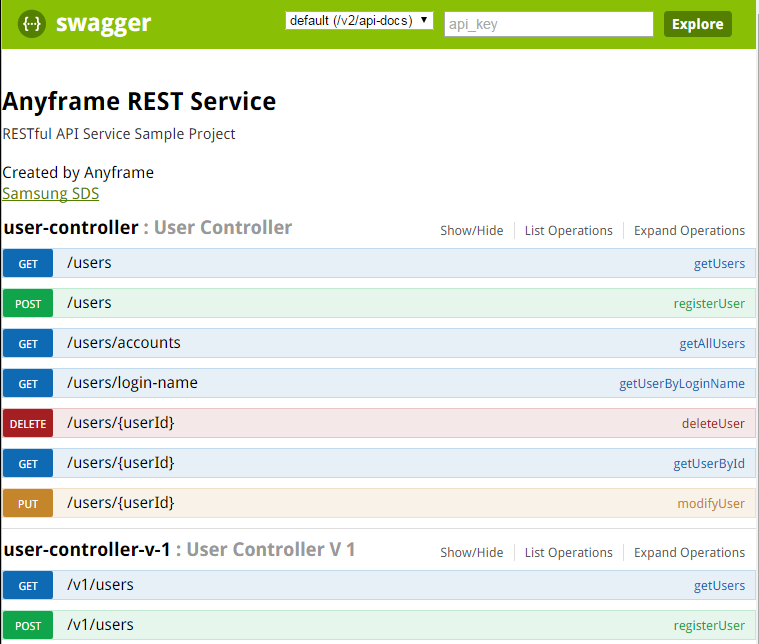 {···} swagger default (/v2/api-docs) ▼ api_key Explore
Anyframe REST Service
RESTful API Service Sample Project
Created by Anyframe
Samsung SDS
user-controller : User Controller Show/Hide List Operations Expand Operations
GET /users getUsers
POST /users registerUser
GET /users/accounts getAllUsers
GET /users/login-name getUserByLoginName
DELETE /users/{userId} deleteUser
GET /users/{userId} getUserById
PUT /users/{userId} modifyUser
user-controller-v-1 : User Controller V 1 Show/Hide List Operations Expand Operations
GET /v1/users getUsers
POST /v1/users registerUser